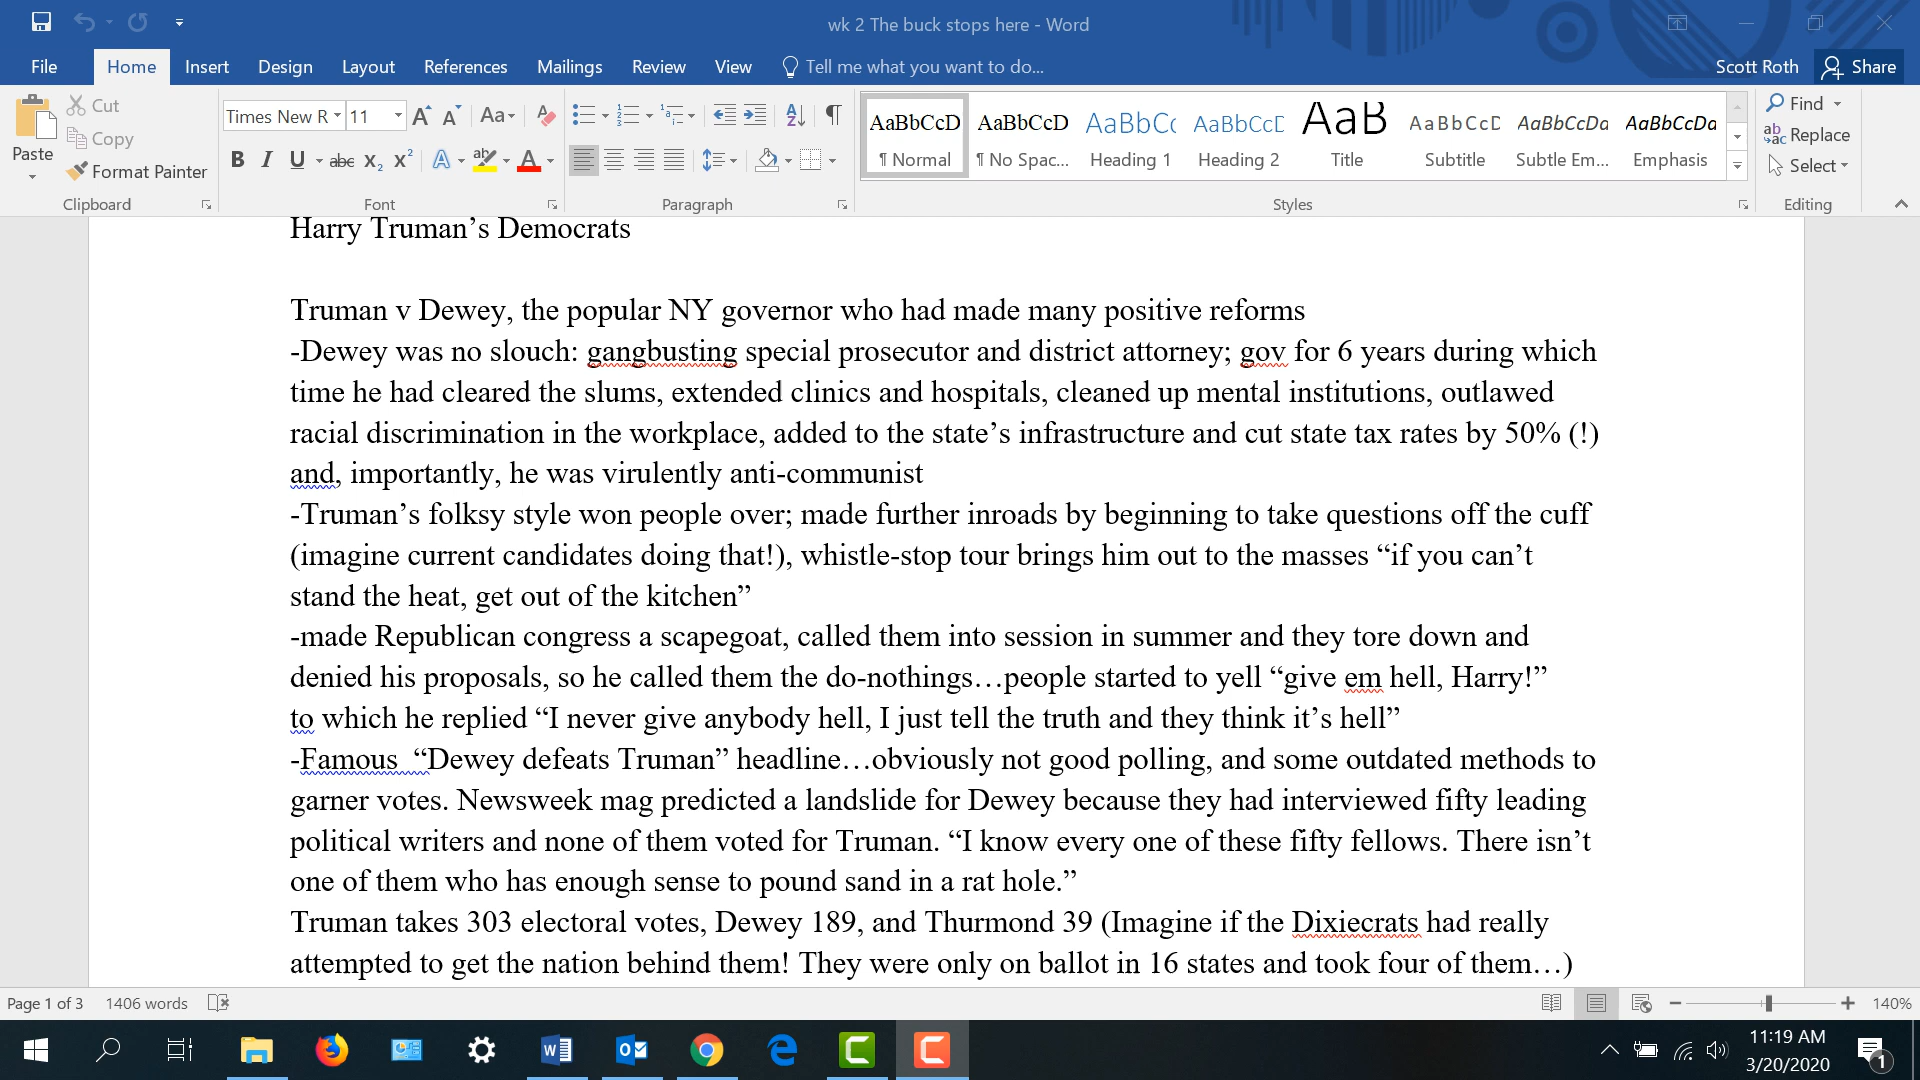 wk 2 The buck stops here - Word
File Home Insert Design Layout References Mailings Review View Tell me what you want to do... Scott Roth Share
Cut
Copy
Paste
Format Painter
Clipboard
Times New R 11
Font
Paragraph
AaBbCcD AaBbCcD AaBbCc AaBbCcC AaB AaBbCcD AaBbCcDa AaBbCcDa
¶ Normal ¶ No Spac... Heading 1 Heading 2 Title Subtitle Subtle Em... Emphasis
Styles
Find
Replace
Select
Editing
Harry Truman’s Democrats
Truman v Dewey, the popular NY governor who had made many positive reforms
-Dewey was no slouch: gangbusting special prosecutor and district attorney; gov for 6 years during which
time he had cleared the slums, extended clinics and hospitals, cleaned up mental institutions, outlawed
racial discrimination in the workplace, added to the state’s infrastructure and cut state tax rates by 50% (!)
and, importantly, he was virulently anti-communist
-Truman’s folksy style won people over; made further inroads by beginning to take questions off the cuff
(imagine current candidates doing that!), whistle-stop tour brings him out to the masses “if you can’t
stand the heat, get out of the kitchen”
-made Republican congress a scapegoat, called them into session in summer and they tore down and
denied his proposals, so he called them the do-nothings…people started to yell “give em hell, Harry!”
to which he replied “I never give anybody hell, I just tell the truth and they think it’s hell”
-Famous  “Dewey defeats Truman” headline…obviously not good polling, and some outdated methods to
garner votes. Newsweek mag predicted a landslide for Dewey because they had interviewed fifty leading
political writers and none of them voted for Truman. “I know every one of these fifty fellows. There isn’t
one of them who has enough sense to pound sand in a rat hole.”
Truman takes 303 electoral votes, Dewey 189, and Thurmond 39 (Imagine if the Dixiecrats had really
attempted to get the nation behind them! They were only on ballot in 16 states and took four of them…)
Page 1 of 3 1406 words 140%
11:19 AM
3/20/2020
1